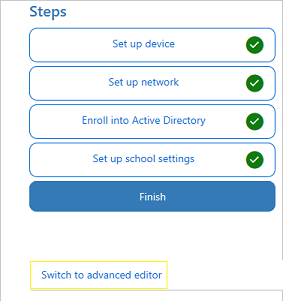 Steps
Set up device
Set up network
Enroll into Active Directory
Set up school settings
Finish
Switch to advanced editor